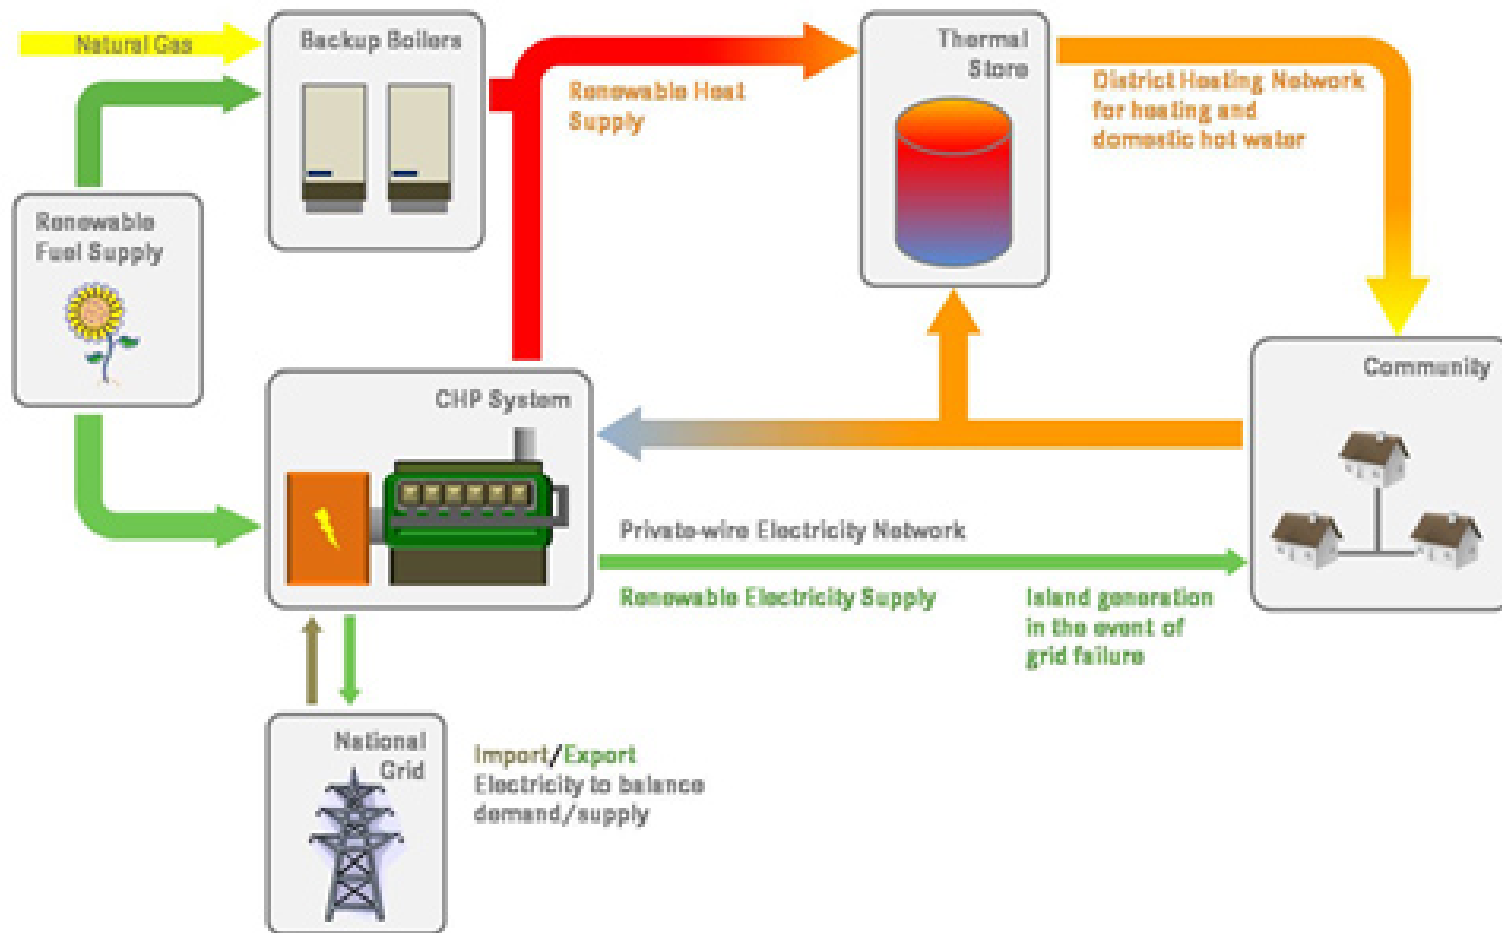 Natural Gas
Backup Boilers
Thermal
Store
Renewable Heat
Supply
District Heating Network
for heating and
domestic hot water
Renewable
Fuel Supply
CHP System
Community
Private-wire Electricity Network
Renewable Electricity Supply
Island generation
in the event of
grid failure
National
Grid
Import/Export
Electricity to balance
demand/supply